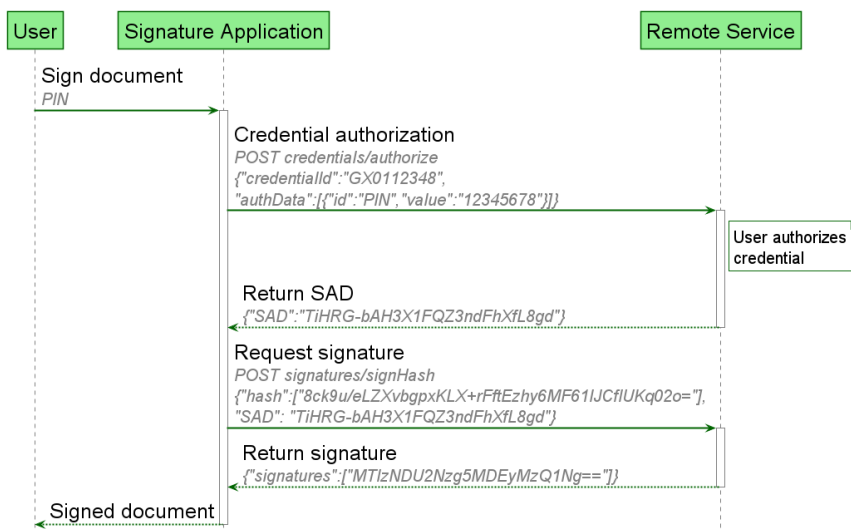 User
Signature Application
Remote Service
Sign document
PIN
Credential authorization
POST credentials/authorize
{"credentialId":"GX0112348",
"authData":[{"id":"PIN","value":"12345678"}]}
User authorizes
credential
Return SAD
{"SAD":"TiHRG-bAH3X1FQZ3ndFhXfL8gd"}
Request signature
POST signatures/signHash
{"hash":["8ck9u/eLZXvbgpxKLX+rFftEzhy6MF61lJCflUKq02o="],
"SAD": "TiHRG-bAH3X1FQZ3ndFhXfL8gd"}
Return signature
{"signatures":["MTIzNDU2Nzg5MDEyMzQ1Ng=="]}
Signed document